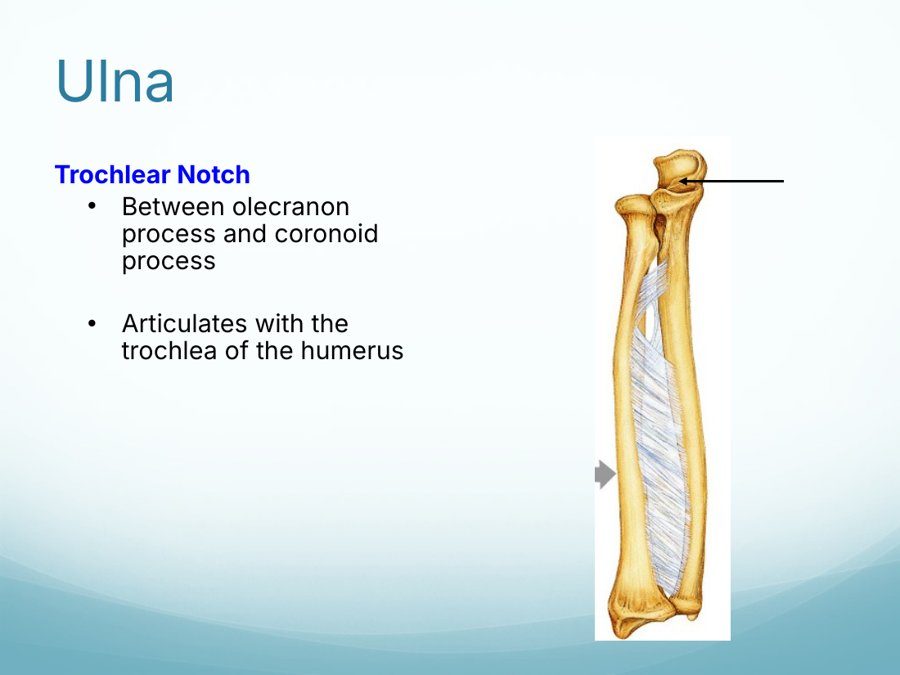 Ulna
Trochlear Notch
• Between olecranon
process and coronoid
process
• Articulates with the
trochlea of the humerus